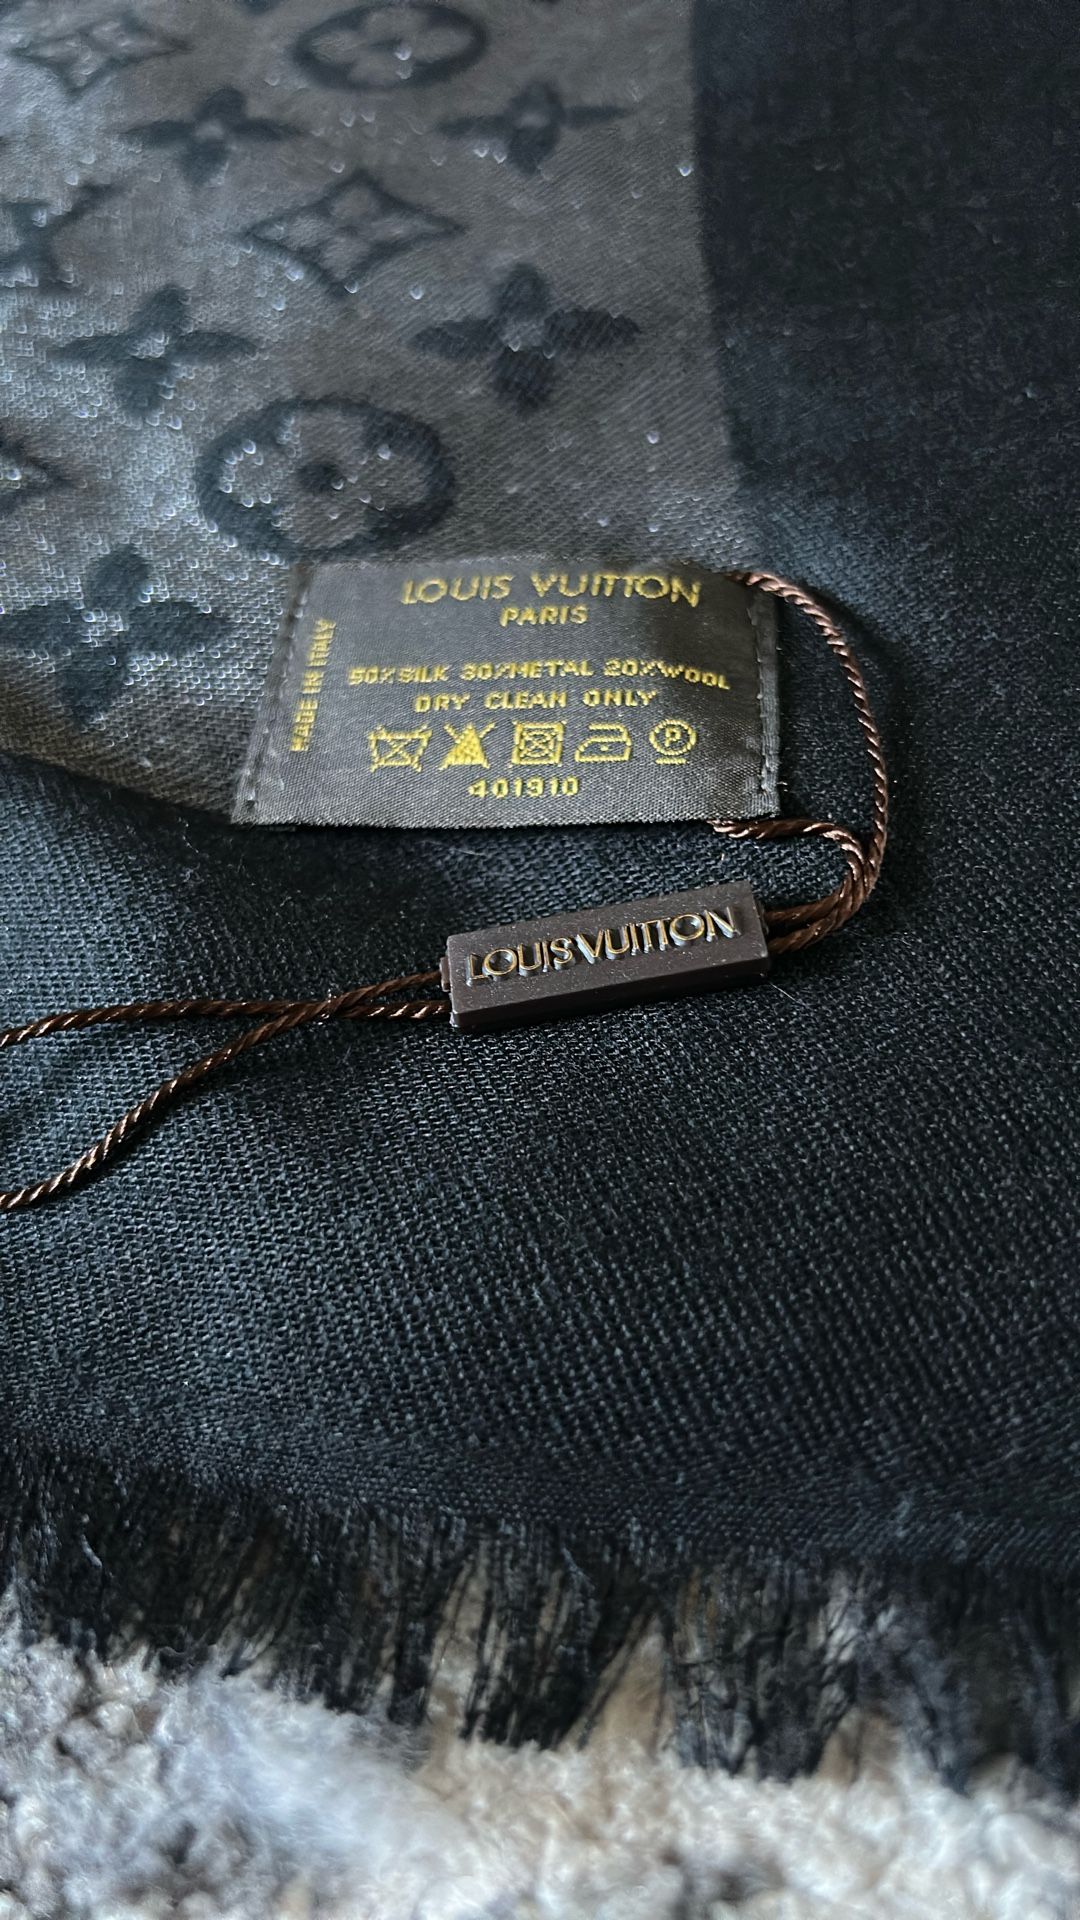 LOUIS VUITTON
PARIS
MADE IN ITALY
50% SILK 30% METAL 20% WOOL
DRY CLEAN ONLY
P
401910
LOUIS VUITTON